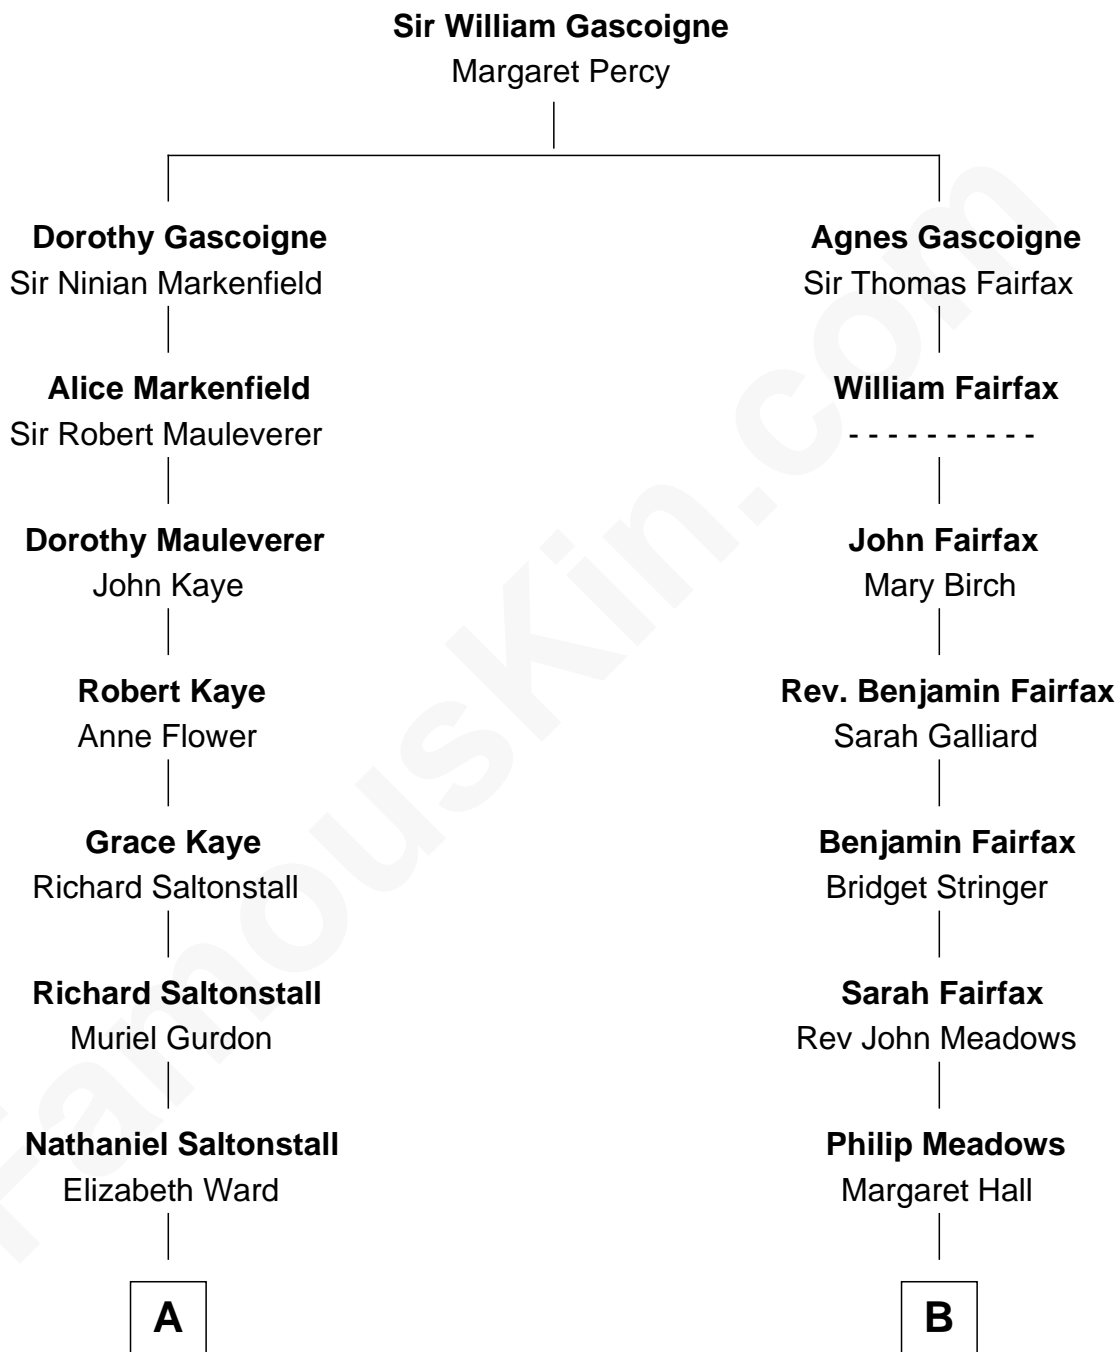 Sir William Gascoigne
Margaret Percy
Dorothy Gascoigne
Sir Ninian Markenfield
Alice Markenfield
Sir Robert Mauleverer
Dorothy Mauleverer
John Kaye
Robert Kaye
Anne Flower
Grace Kaye
Richard Saltonstall
Richard Saltonstall
Muriel Gurdon
Nathaniel Saltonstall
Elizabeth Ward
A
Agnes Gascoigne
Sir Thomas Fairfax
William Fairfax
- - - - - - - - - -
John Fairfax
Mary Birch
Rev. Benjamin Fairfax
Sarah Galliard
Benjamin Fairfax
Bridget Stringer
Sarah Fairfax
Rev John Meadows
Philip Meadows
Margaret Hall
B
FamousKin.com